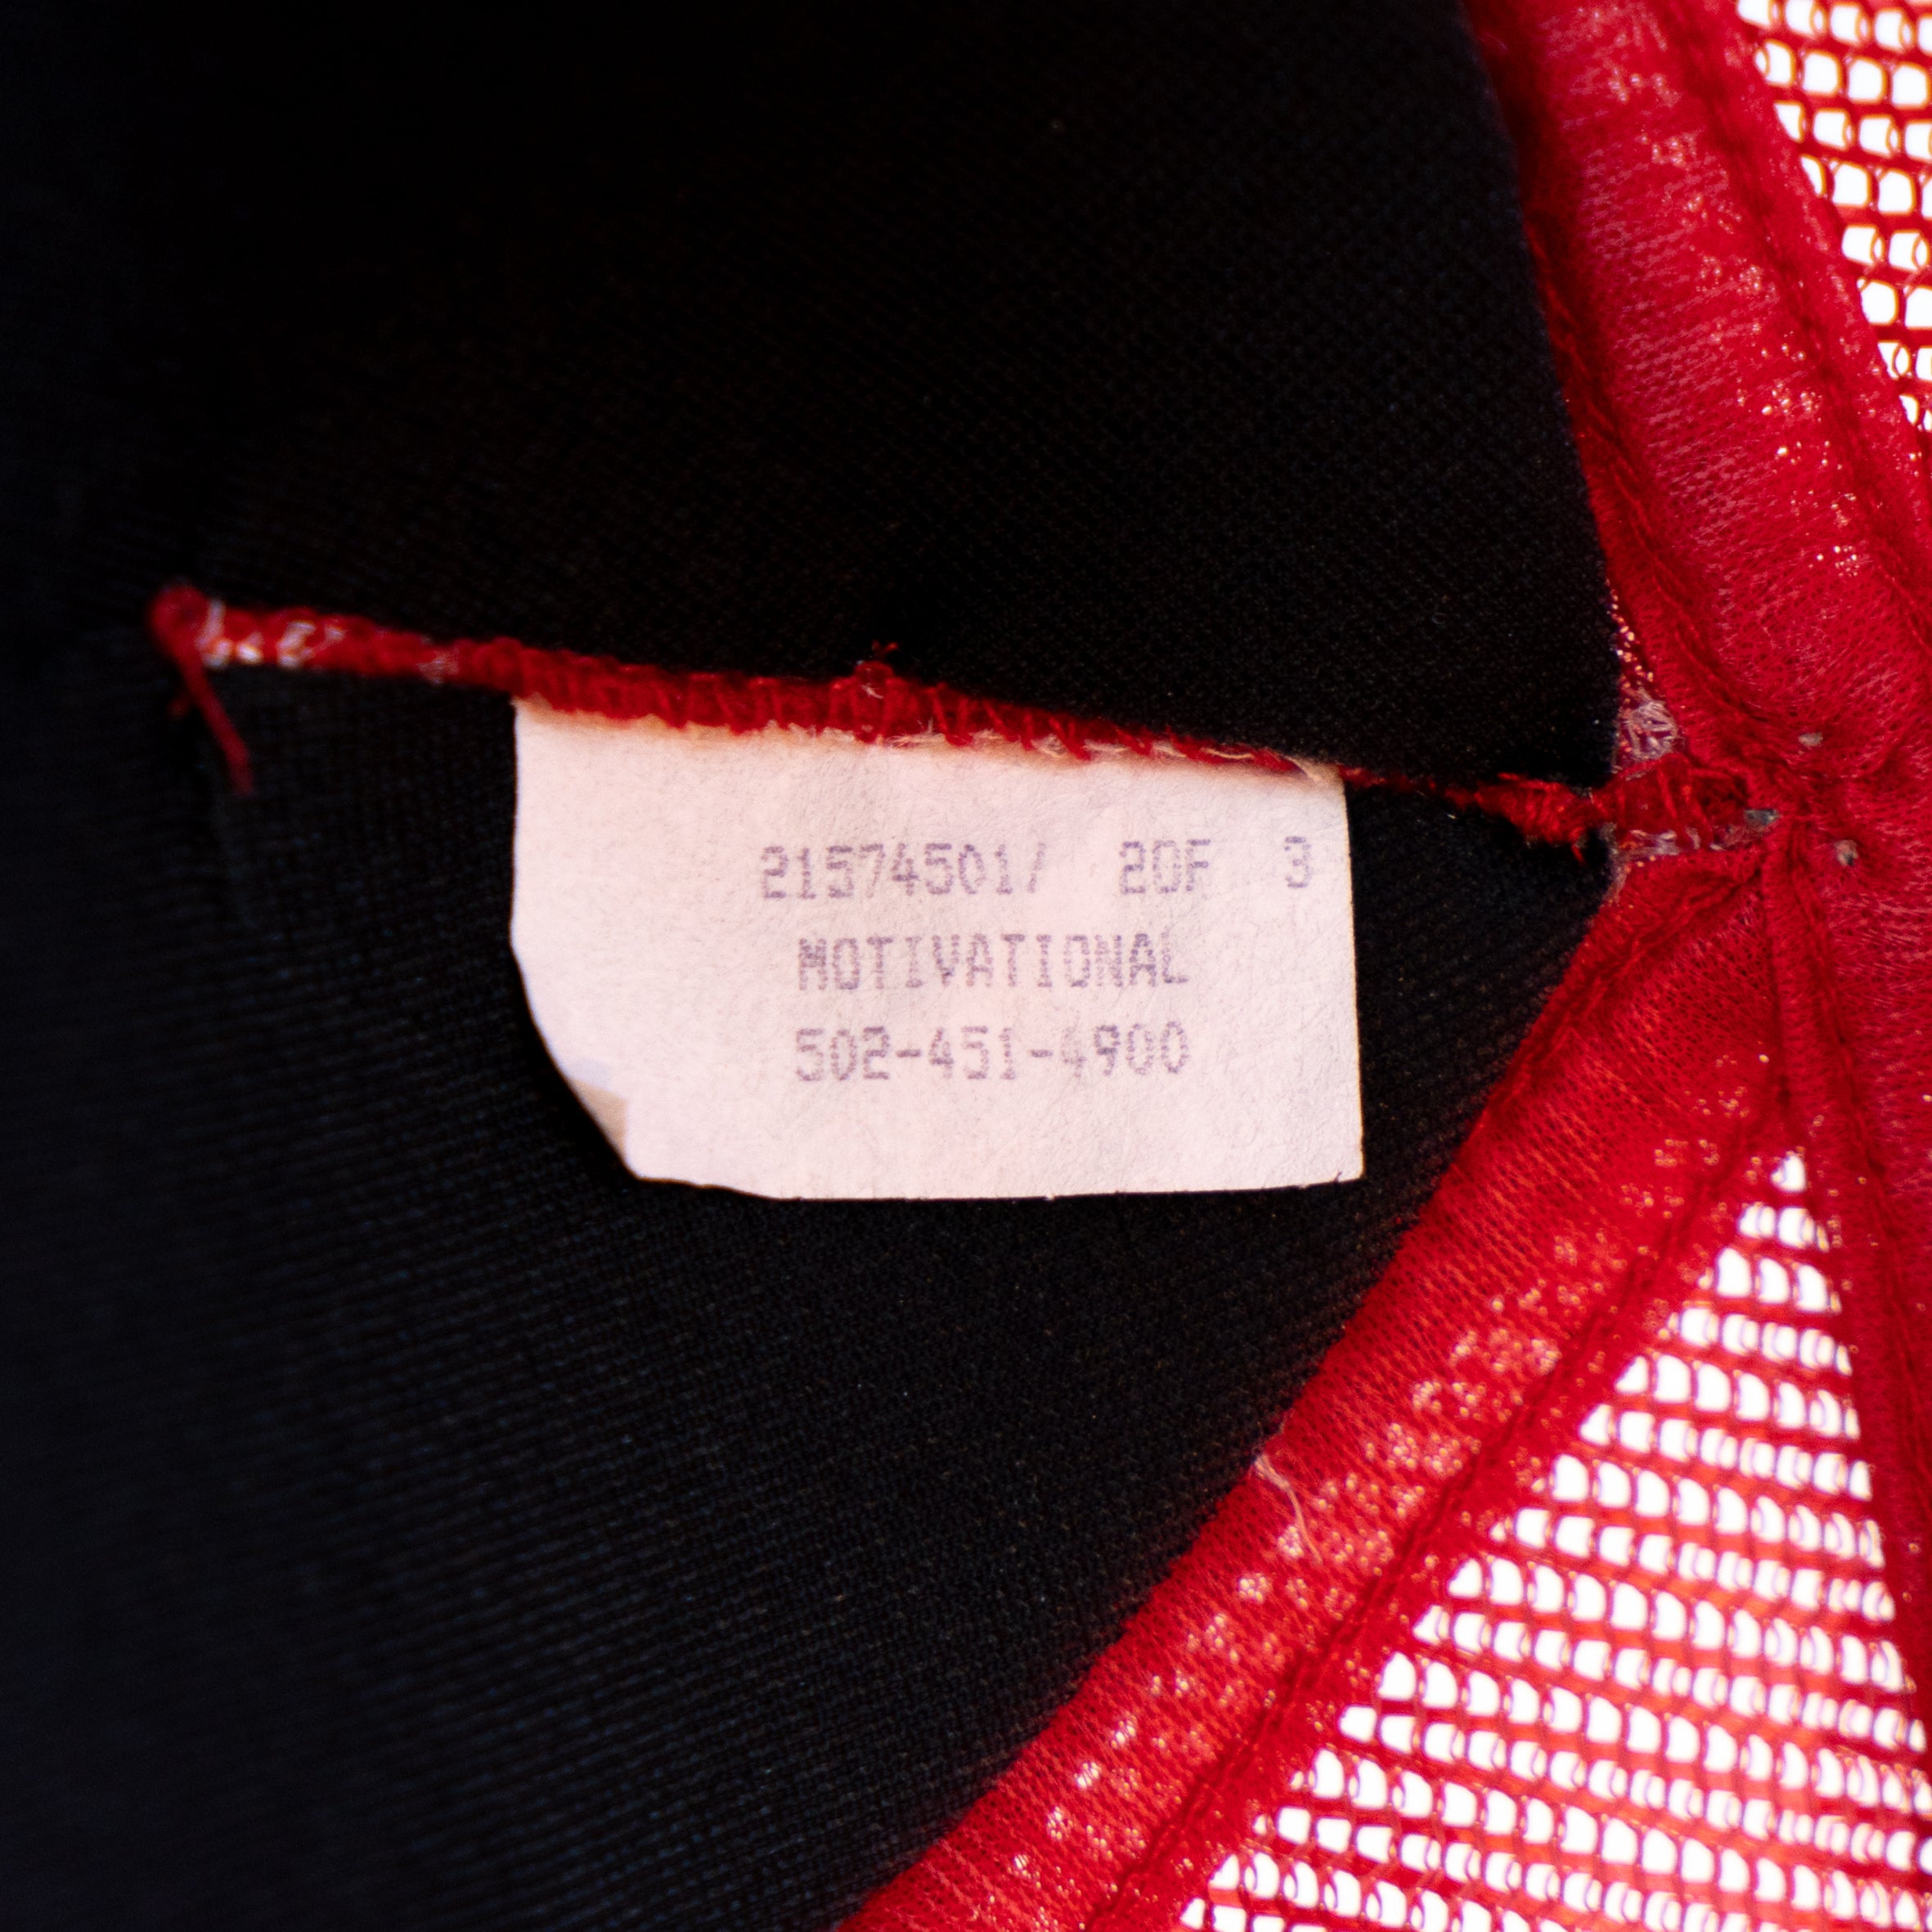 21574501/ 2OF 3
MOTIVATIONAL
502-451-4900